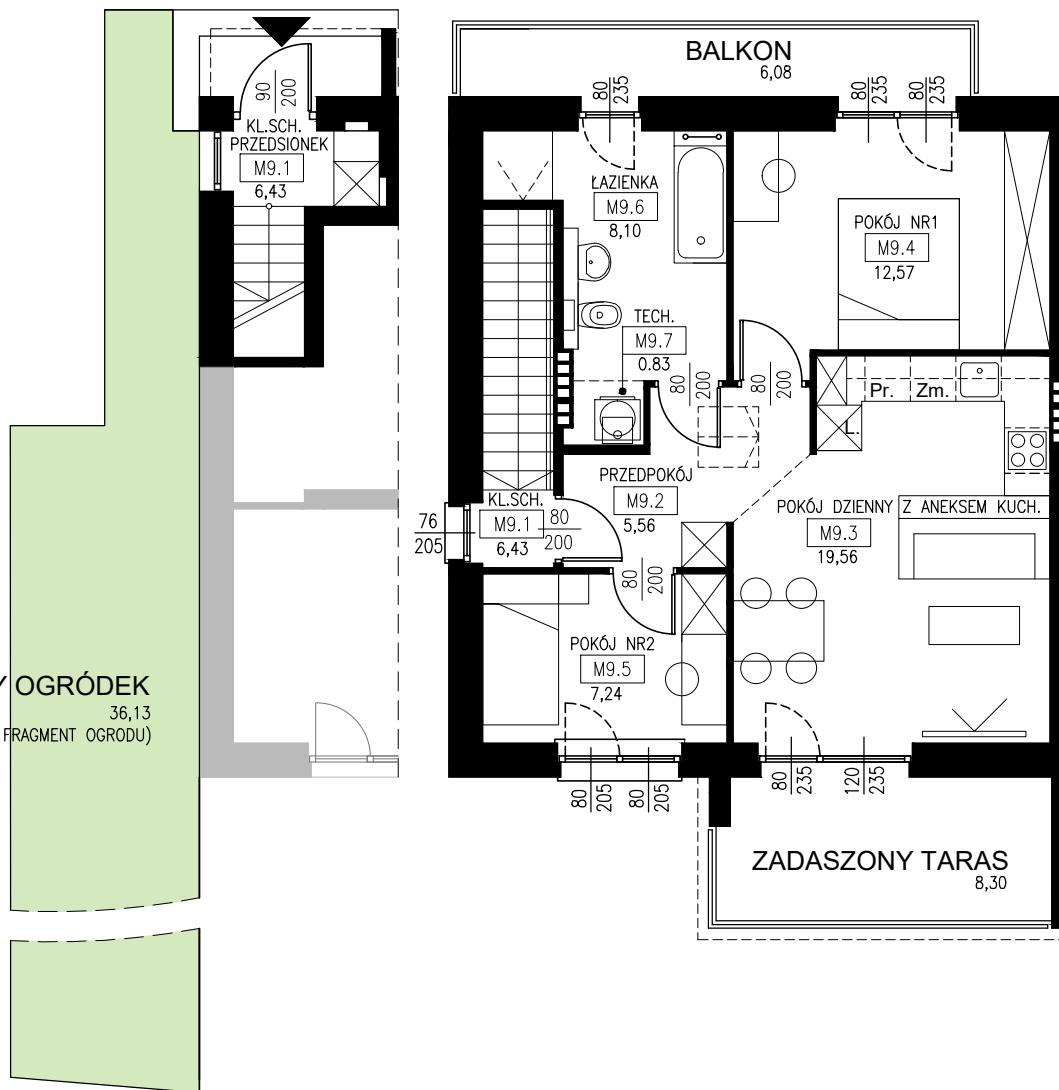 BALKON
6,08
80
235
80
235
80
235
90
200
KL.SCH.
PRZEDSIONEK
M9.1
6,43
ŁAZIENKA
M9.6
8,10
POKÓJ NR1
M9.4
12,57
TECH.
M9.7
0.83
80
200
80
200
Pr.
Zm.
L.
PRZEDPOKÓJ
M9.2
5,56
KL.SCH.
M9.1
6,43
76
205
80
200
POKÓJ DZIENNY Z ANEKSEM KUCH.
M9.3
19,56
80
200
POKÓJ NR2
M9.5
7,24
Y OGRÓDEK
36,13
FRAGMENT OGRODU)
80
205
80
205
80
235
120
235
ZADASZONY TARAS
8,30